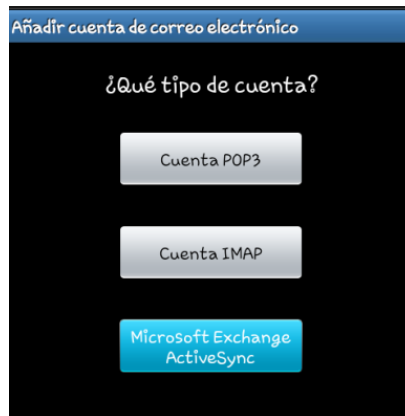 Añadir cuenta de correo electrónico
¿Qué tipo de cuenta?
Cuenta POP3
Cuenta IMAP
Microsoft Exchange
ActiveSync